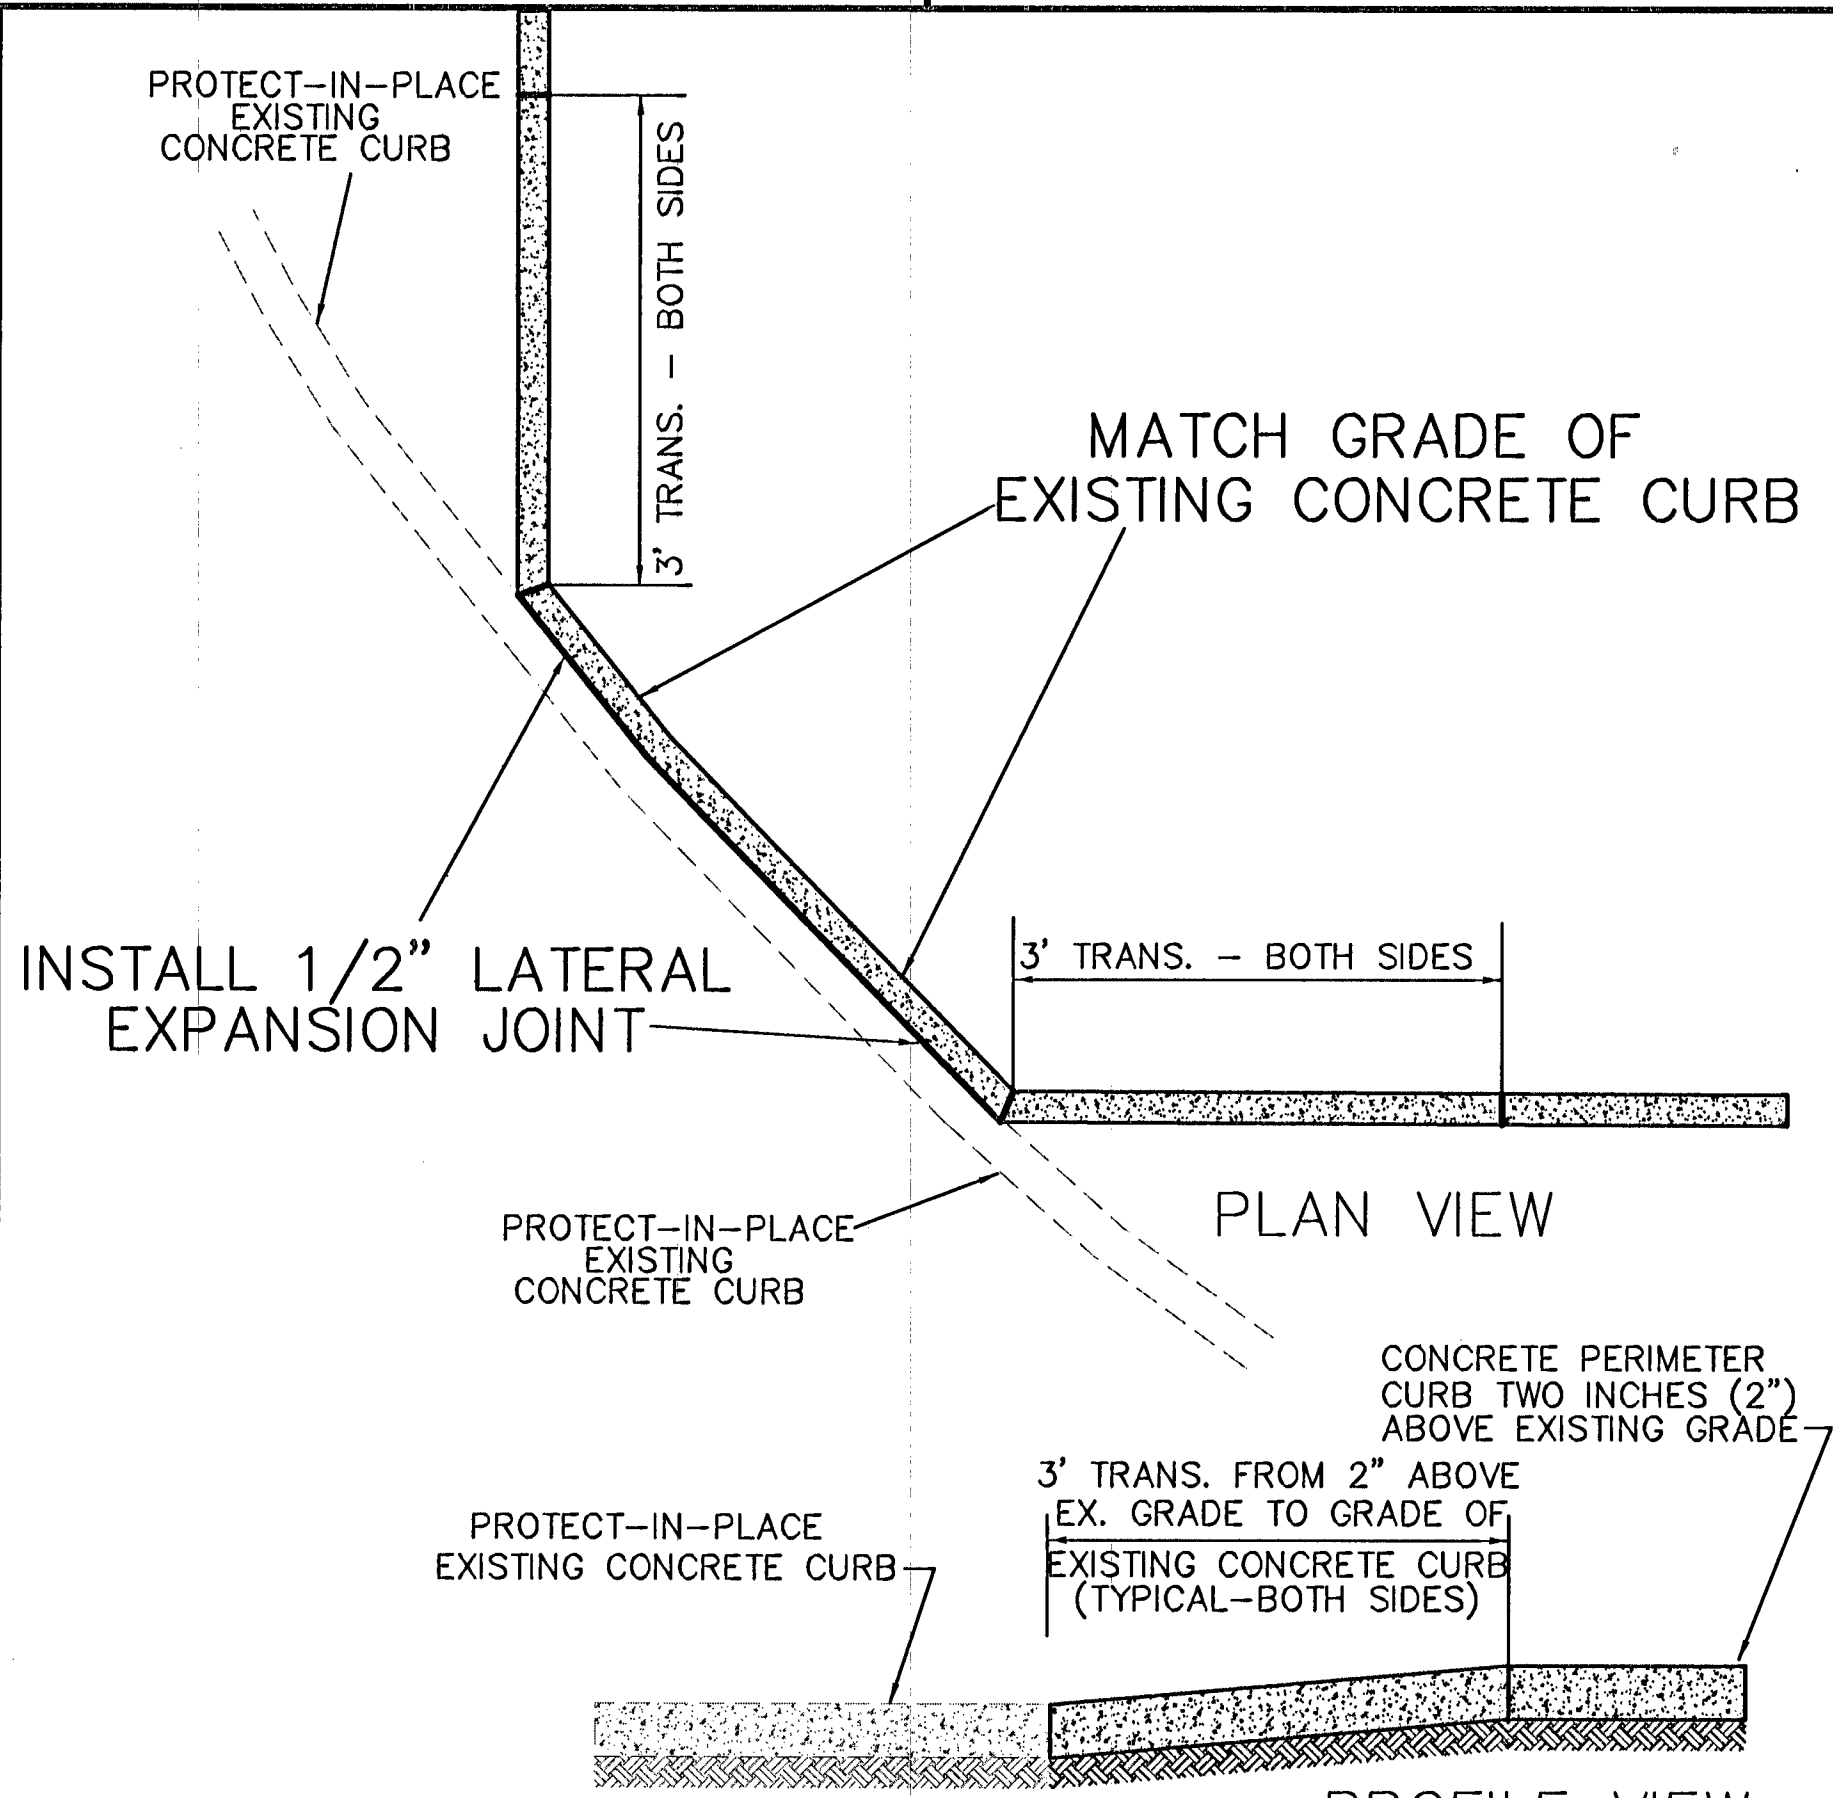 PROTECT-IN-PLACE
EXISTING
CONCRETE CURB
3' TRANS. - BOTH SIDES
MATCH GRADE OF
EXISTING CONCRETE CURB
INSTALL 1/2" LATERAL
EXPANSION JOINT
3' TRANS. - BOTH SIDES
PROTECT-IN-PLACE
EXISTING
CONCRETE CURB
PLAN VIEW
CONCRETE PERIMETER
CURB TWO INCHES (2")
ABOVE EXISTING GRADE
3' TRANS. FROM 2" ABOVE
EX. GRADE TO GRADE OF
EXISTING CONCRETE CURB
(TYPICAL-BOTH SIDES)
PROTECT-IN-PLACE
EXISTING CONCRETE CURB
PROFILE VIEW